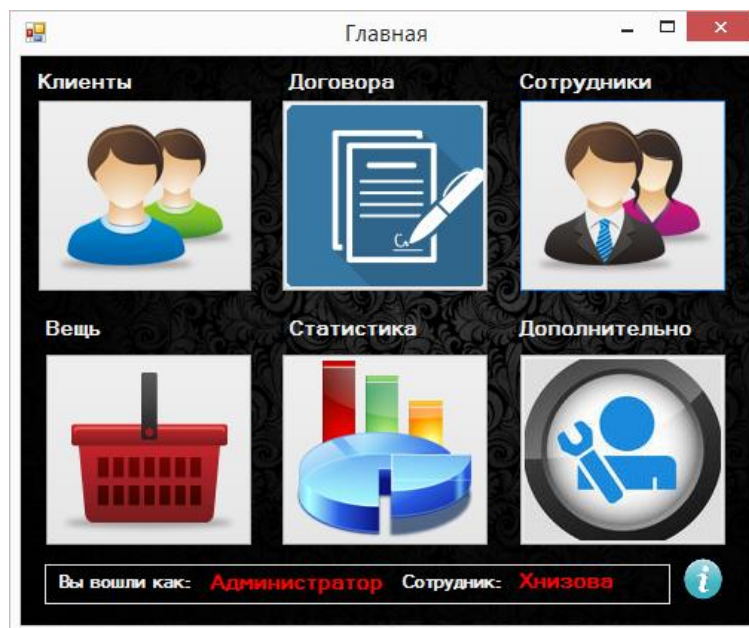 Главная
Клиенты Договора Сотрудники
Вещь Статистика Дополнительно
Вы вошли как: Администратор Сотрудник: Хнизова